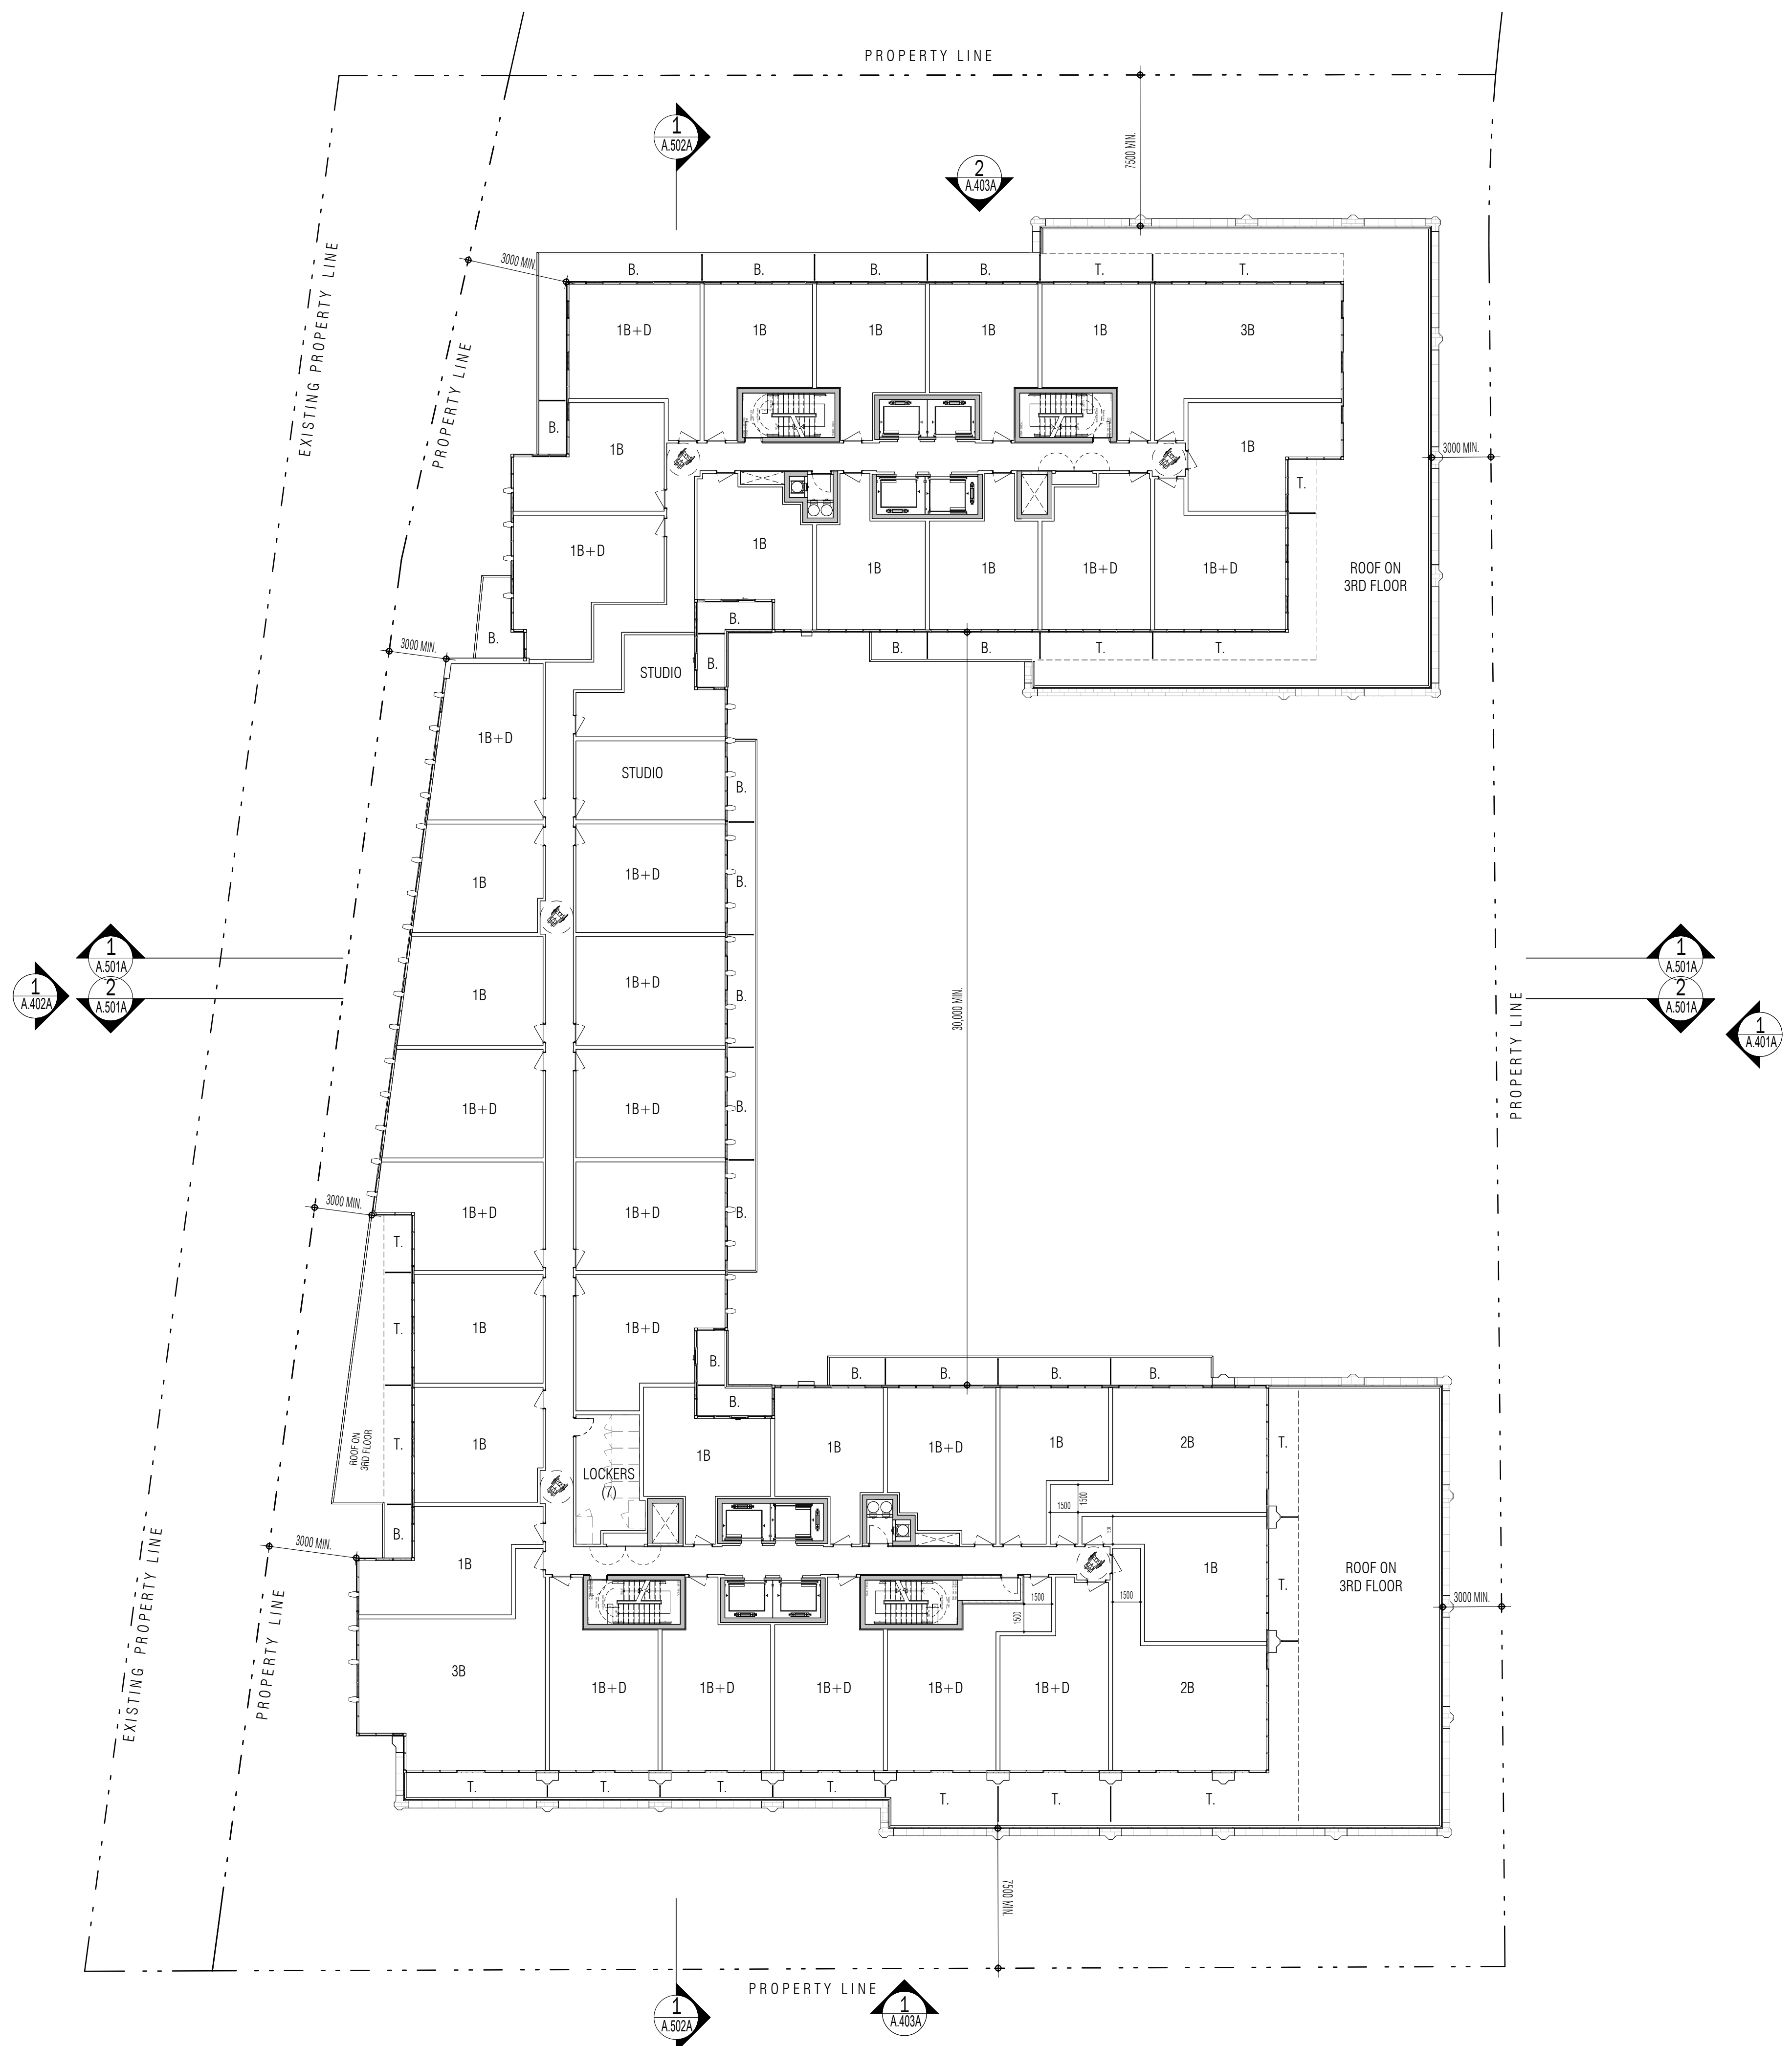 PROPERTY LINE
1
A.502A
2
A.403A
7500 MIN.
EXISTING PROPERTY LINE
PROPERTY LINE
3000 MIN.
B.
B.
B.
B.
T.
T.
1B+D
1B
1B
1B
1B
3B
B.
1B
1B
3000 MIN.
T.
1B+D
1B
1B
1B
1B+D
1B+D
ROOF ON
3RD FLOOR
B.
B.
3000 MIN.
B.
B.
B.
T.
T.
STUDIO
1B+D
STUDIO
B.
1B
1B+D
B.
1
A.501A
2
A.501A
1
A.402A
1B
1B+D
B.
30,000 MIN.
1
A.501A
2
A.501A
1
A.401A
PROPERTY LINE
1B+D
1B+D
B.
3000 MIN.
1B+D
1B+D
B.
T.
T.
1B
1B+D
B.
B.
B.
B.
B.
B.
T.
ROOF ON
3RD FLOOR
1B
LOCKERS
(7)
1B
1B
1B+D
1B
2B
T.
1500
1500
B.
3000 MIN.
1B
1B
T.
ROOF ON
3RD FLOOR
3000 MIN.
1500
1500
1500
EXISTING PROPERTY LINE
PROPERTY LINE
3B
1B+D
1B+D
1B+D
1B+D
1B+D
2B
T.
T.
T.
T.
T.
T.
T.
7500 MIN.
PROPERTY LINE
1
A.502A
1
A.403A